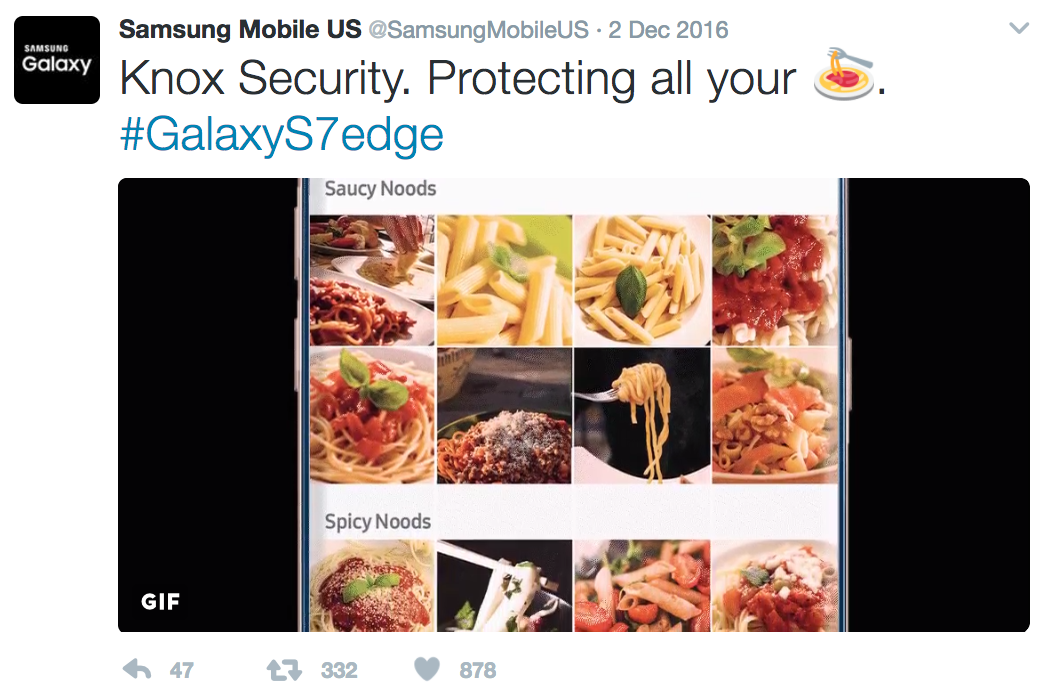 SAMSUNG
Galaxy
Samsung Mobile US @SamsungMobileUS · 2 Dec 2016
Knox Security. Protecting all your 🍝.
#GalaxyS7edge
Saucy Noods
Spicy Noods
GIF
47 332 878